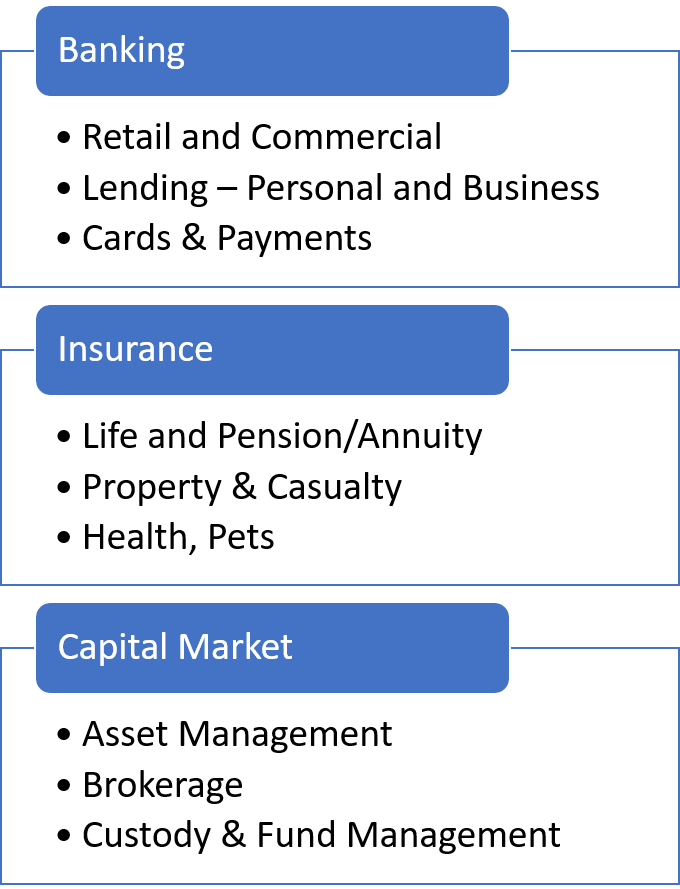 Banking
• Retail and Commercial
• Lending – Personal and Business
• Cards & Payments
Insurance
• Life and Pension/Annuity
• Property & Casualty
• Health, Pets
Capital Market
• Asset Management
• Brokerage
• Custody & Fund Management